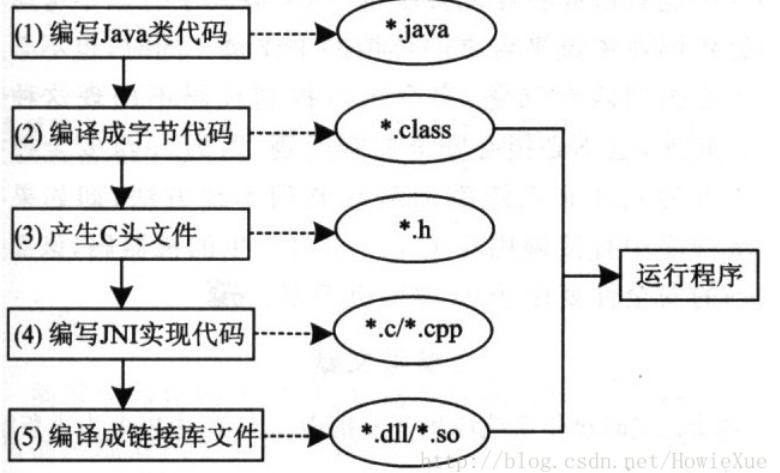 (1) 编写Java类代码
*.java
(2) 编译成字节代码
*.class
(3) 产生C头文件
*.h
运行程序
(4) 编写JNI实现代码
*.c/*.cpp
(5) 编译成链接库文件
*.dll/*.so
http://blog.csdn.net/HowieXue